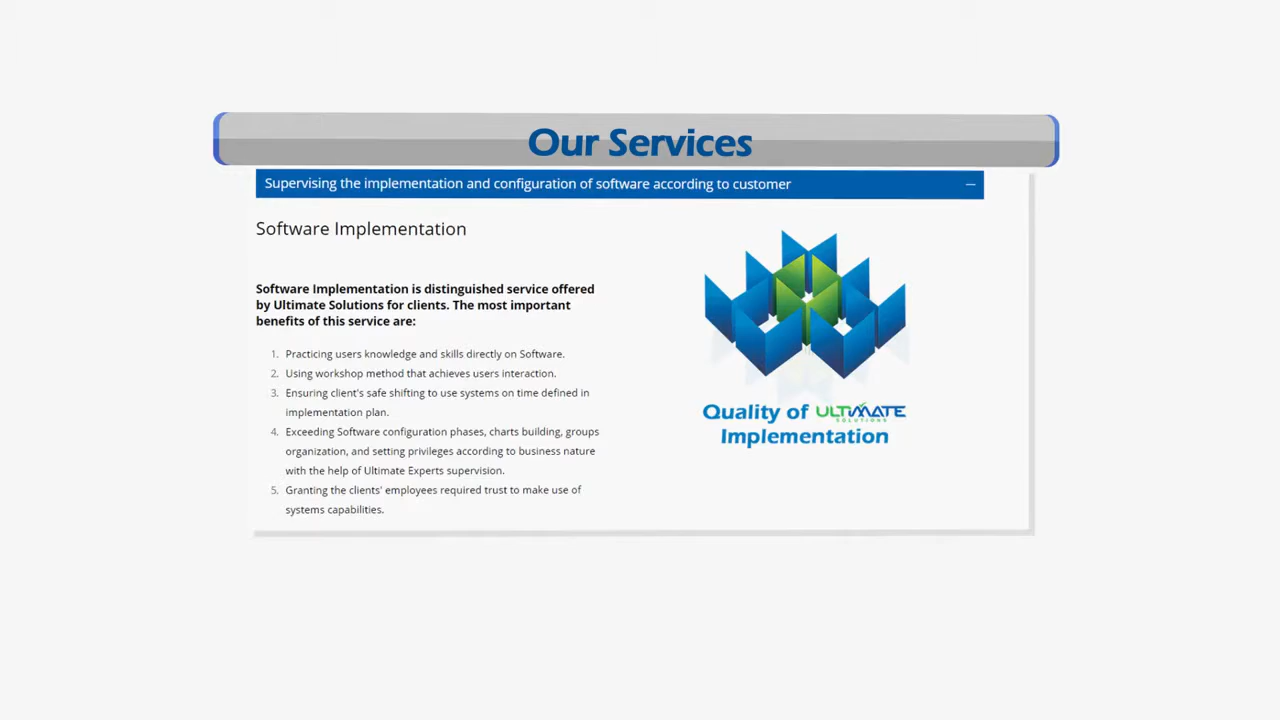 Our Services
Supervising the implementation and configuration of software according to customer
Software Implementation
Software Implementation is distinguished service offered
by Ultimate Solutions for clients. The most important
benefits of this service are:
1. Practicing users knowledge and skills directly on Software.
2. Using workshop method that achieves users interaction.
3. Ensuring client's safe shifting to use systems on time defined in
implementation plan.
4. Exceeding Software configuration phases, charts building, groups
organization, and setting privileges according to business nature
with the help of Ultimate Experts supervision.
5. Granting the clients' employees required trust to make use of
systems capabilities.
Quality of ULTIMATE
SOLUTIONS
Implementation